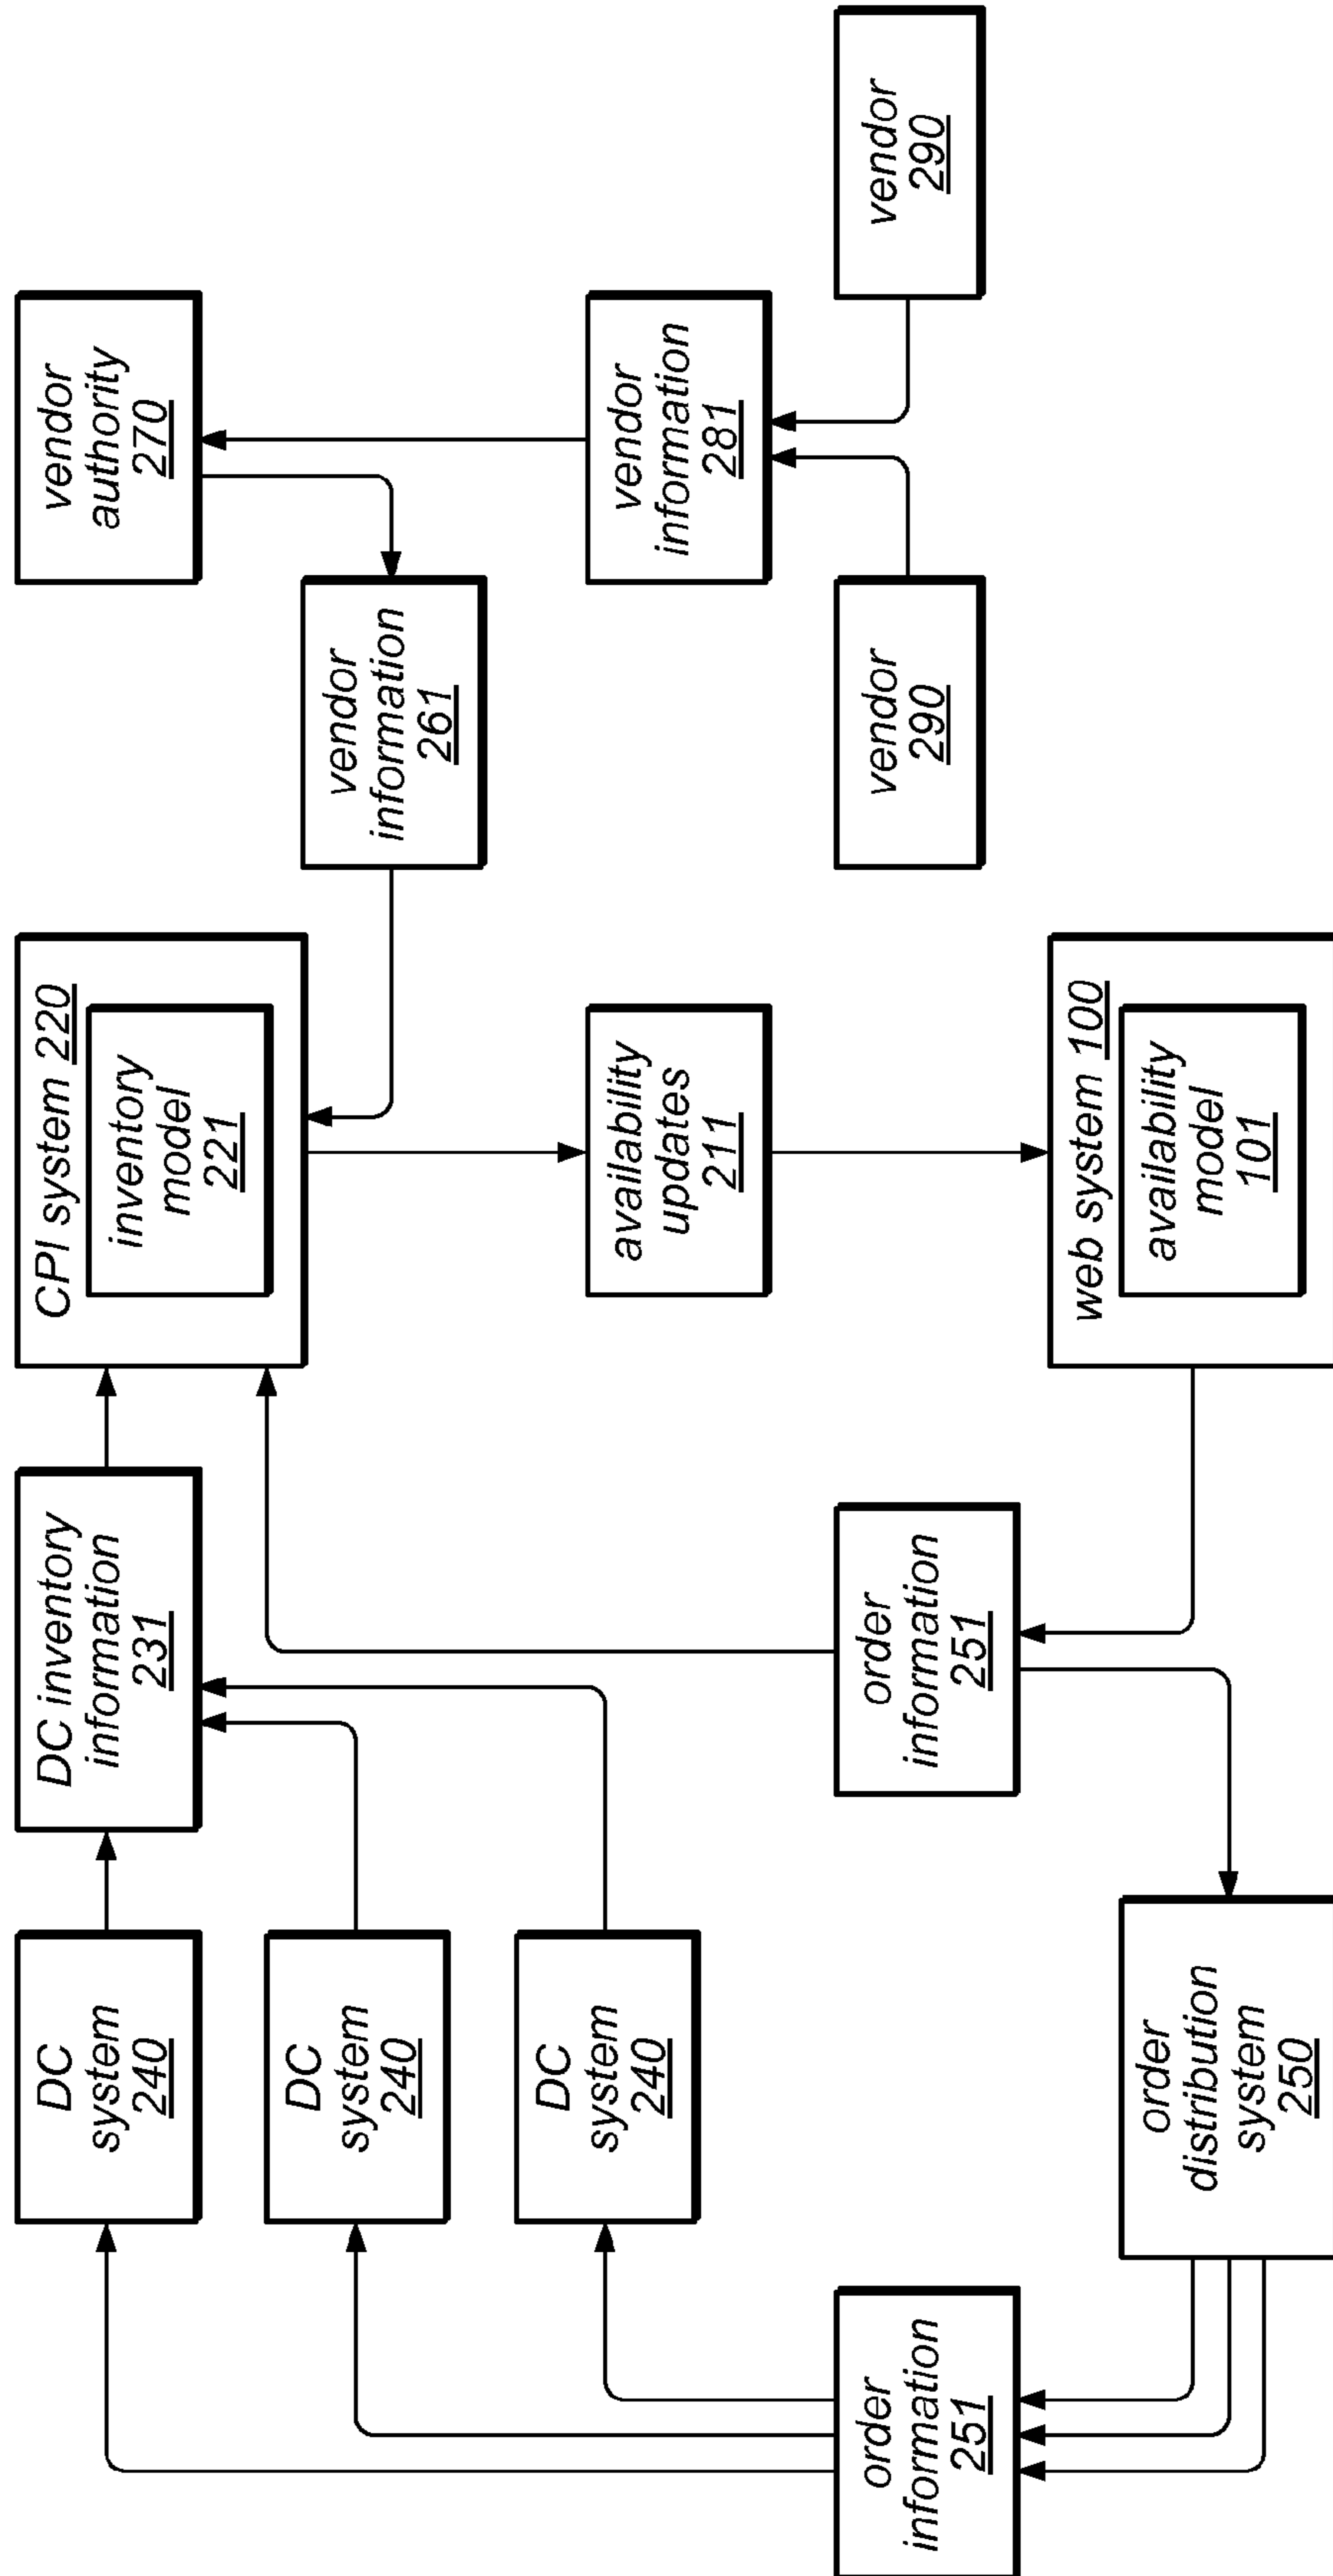 DC
system
240
DC inventory
information
231
CPI system 220
inventory
model
221
vendor
authority
270
DC
system
240
vendor
information
261
DC
system
240
availability
updates
211
vendor
information
281
order
information
251
order
information
251
vendor
290
vendor
290
order
distribution
system
250
web system 100
availability
model
101